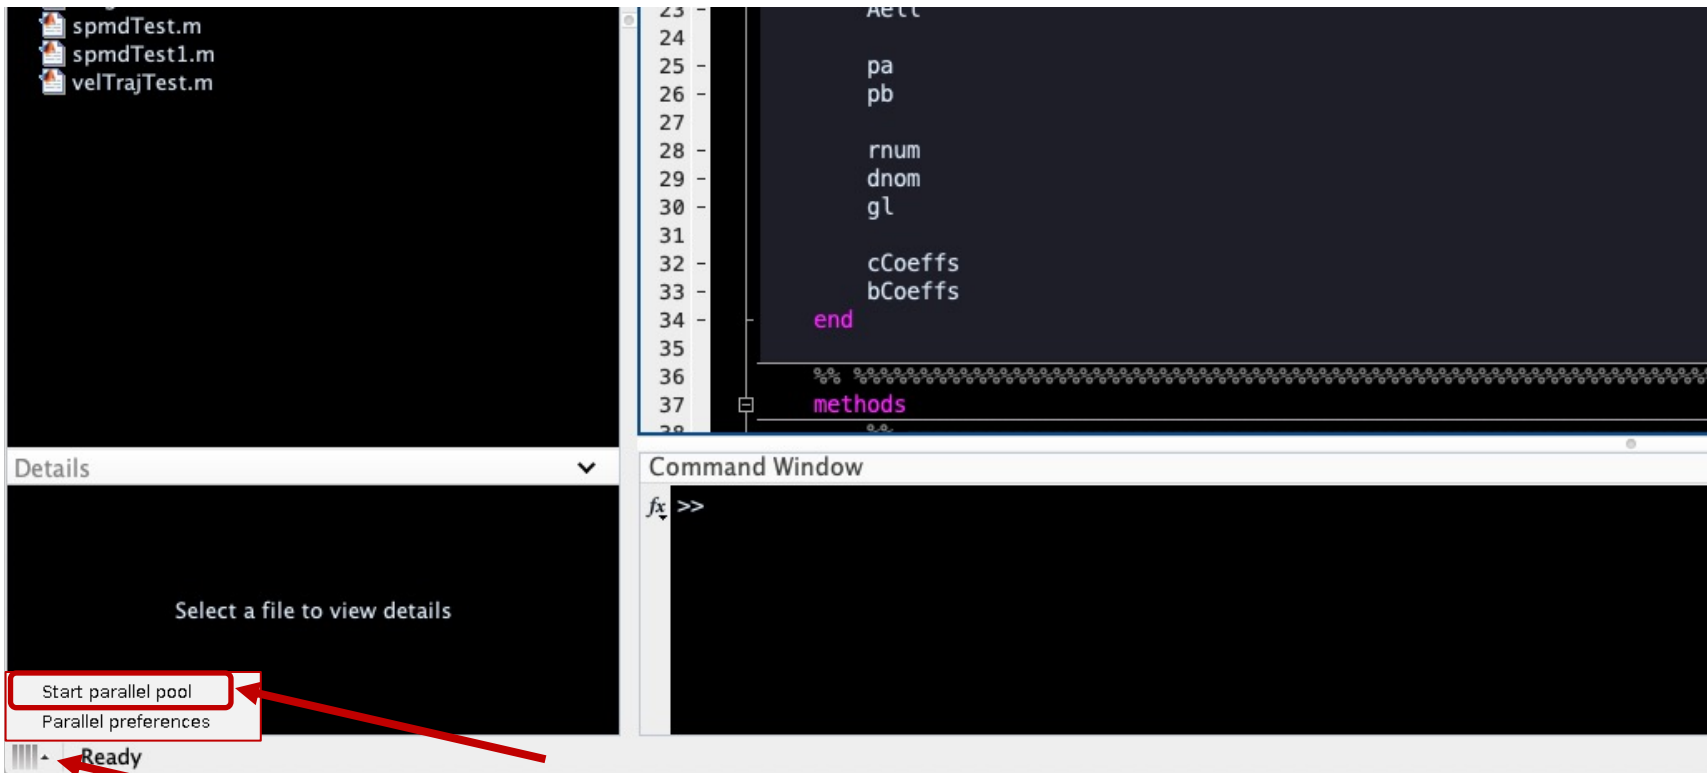 spmdTest.m
spmdTest1.m
velTrajTest.m
23 -
24
25 - pa
26 - pb
27
28 - rnum
29 - dnom
30 - gl
31
32 - cCoeffs
33 - bCoeffs
34 - end
35
36 %% %%%%%%%%%%%%%%%%%%%%%%%%%%%%%%%%%%%%%%%%%%%%%%%%%%%%%%%%%%%%%%%%
37 methods
38 %%
Details
Command Window
fx >>
Select a file to view details
Start parallel pool
Parallel preferences
Ready